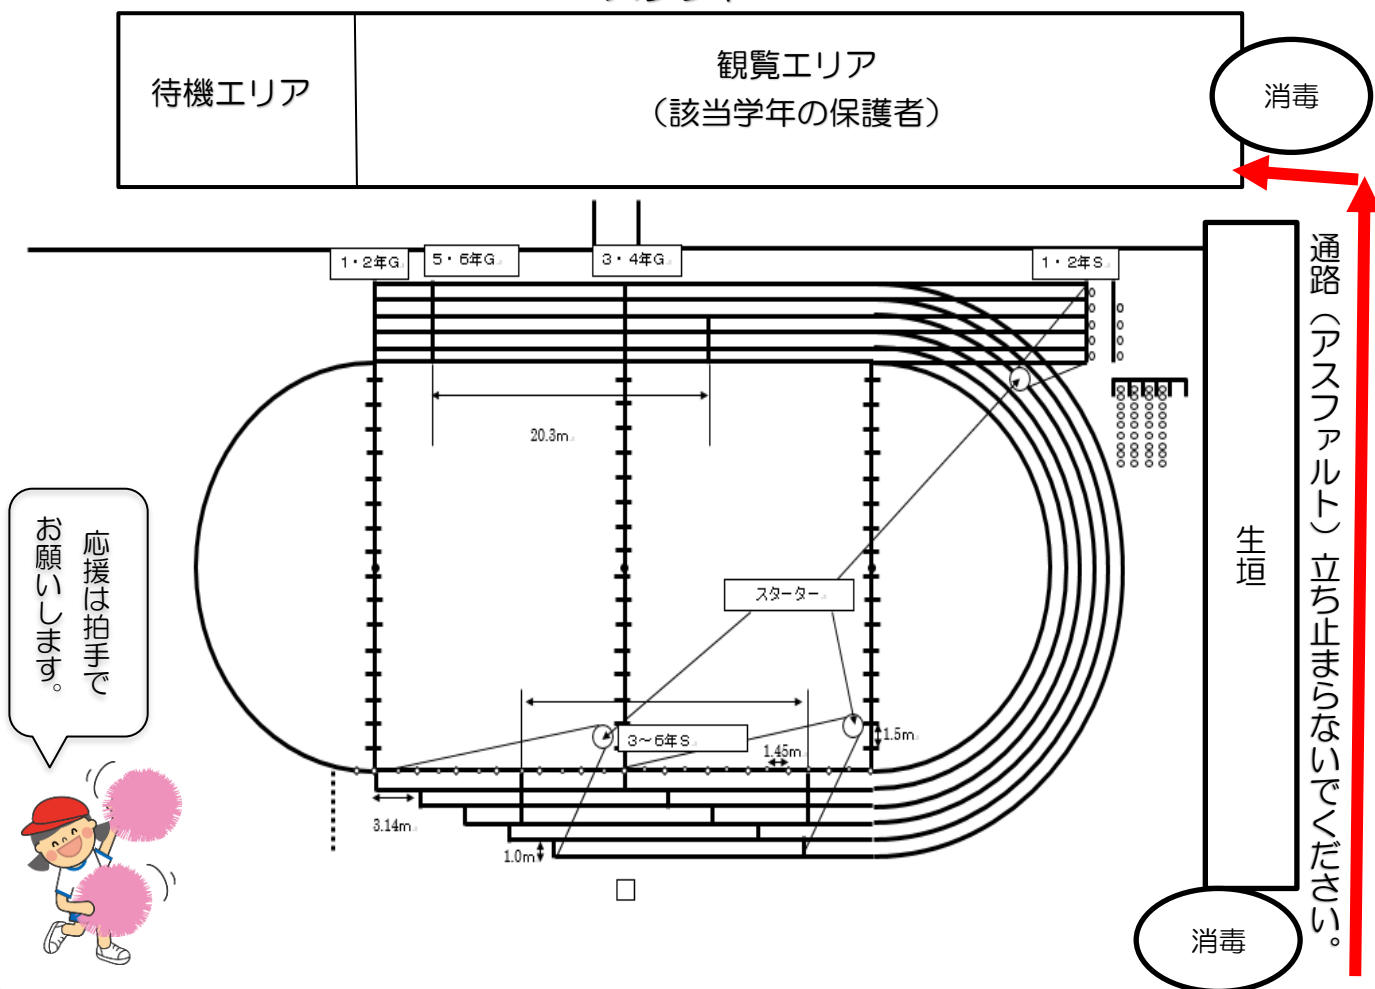 待機エリア
観覧エリア
（該当学年の保護者）
消毒
1・2年G
5・6年G
3・4年G
1・2年S
20.3m
通路（アスファルト）立ち止まらないでください。
生垣
スターター
応援は拍手で
お願いします。
3～6年S
1.45m
1.5m
3.14m
1.0m
消毒